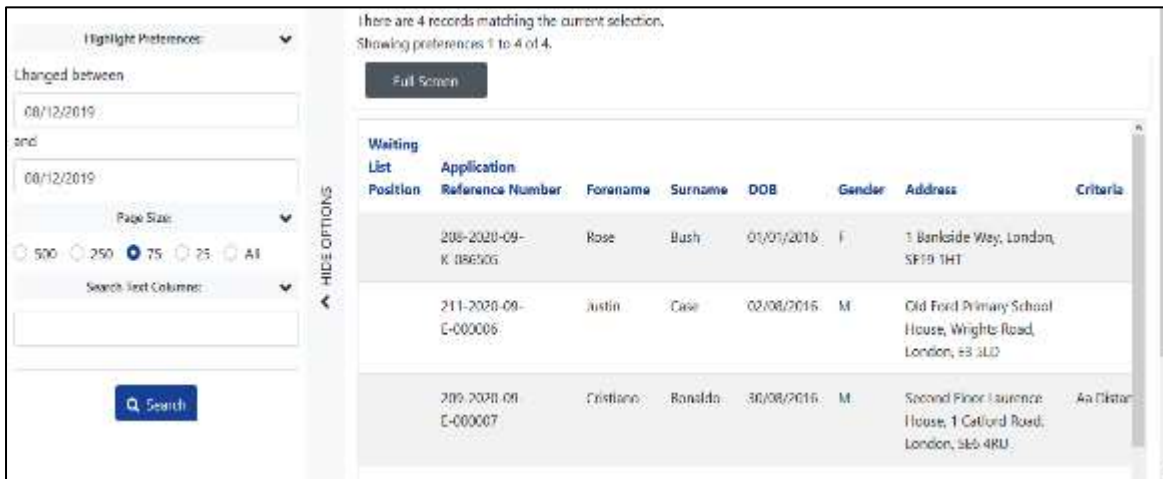 Highlight Preferences:
Changed between
08/12/2019
and
08/12/2019
Page Size:
500 250 75 25 All
Search Text Columns:
Search
HIDE OPTIONS
There are 4 records matching the current selection.
Showing preferences 1 to 4 of 4.
Full Screen
Waiting
List Application
Position Reference Number Forename Surname DOB Gender Address Criteria
208-2020-09- Rose Bush 01/01/2016 F 1 Bankside Way, London,
E-086505 SE19 1HT
211-2020-09- Justin Case 02/08/2016 M Old Ford Primary School
E-000006 House, Wrights Road,
London, E3 5LD
209-2020-09- Cristiano Ronaldo 30/08/2016 M Second Floor Laurence Aa Distan
E-000007 House, 1 Catford Road,
London, SE6 4RU